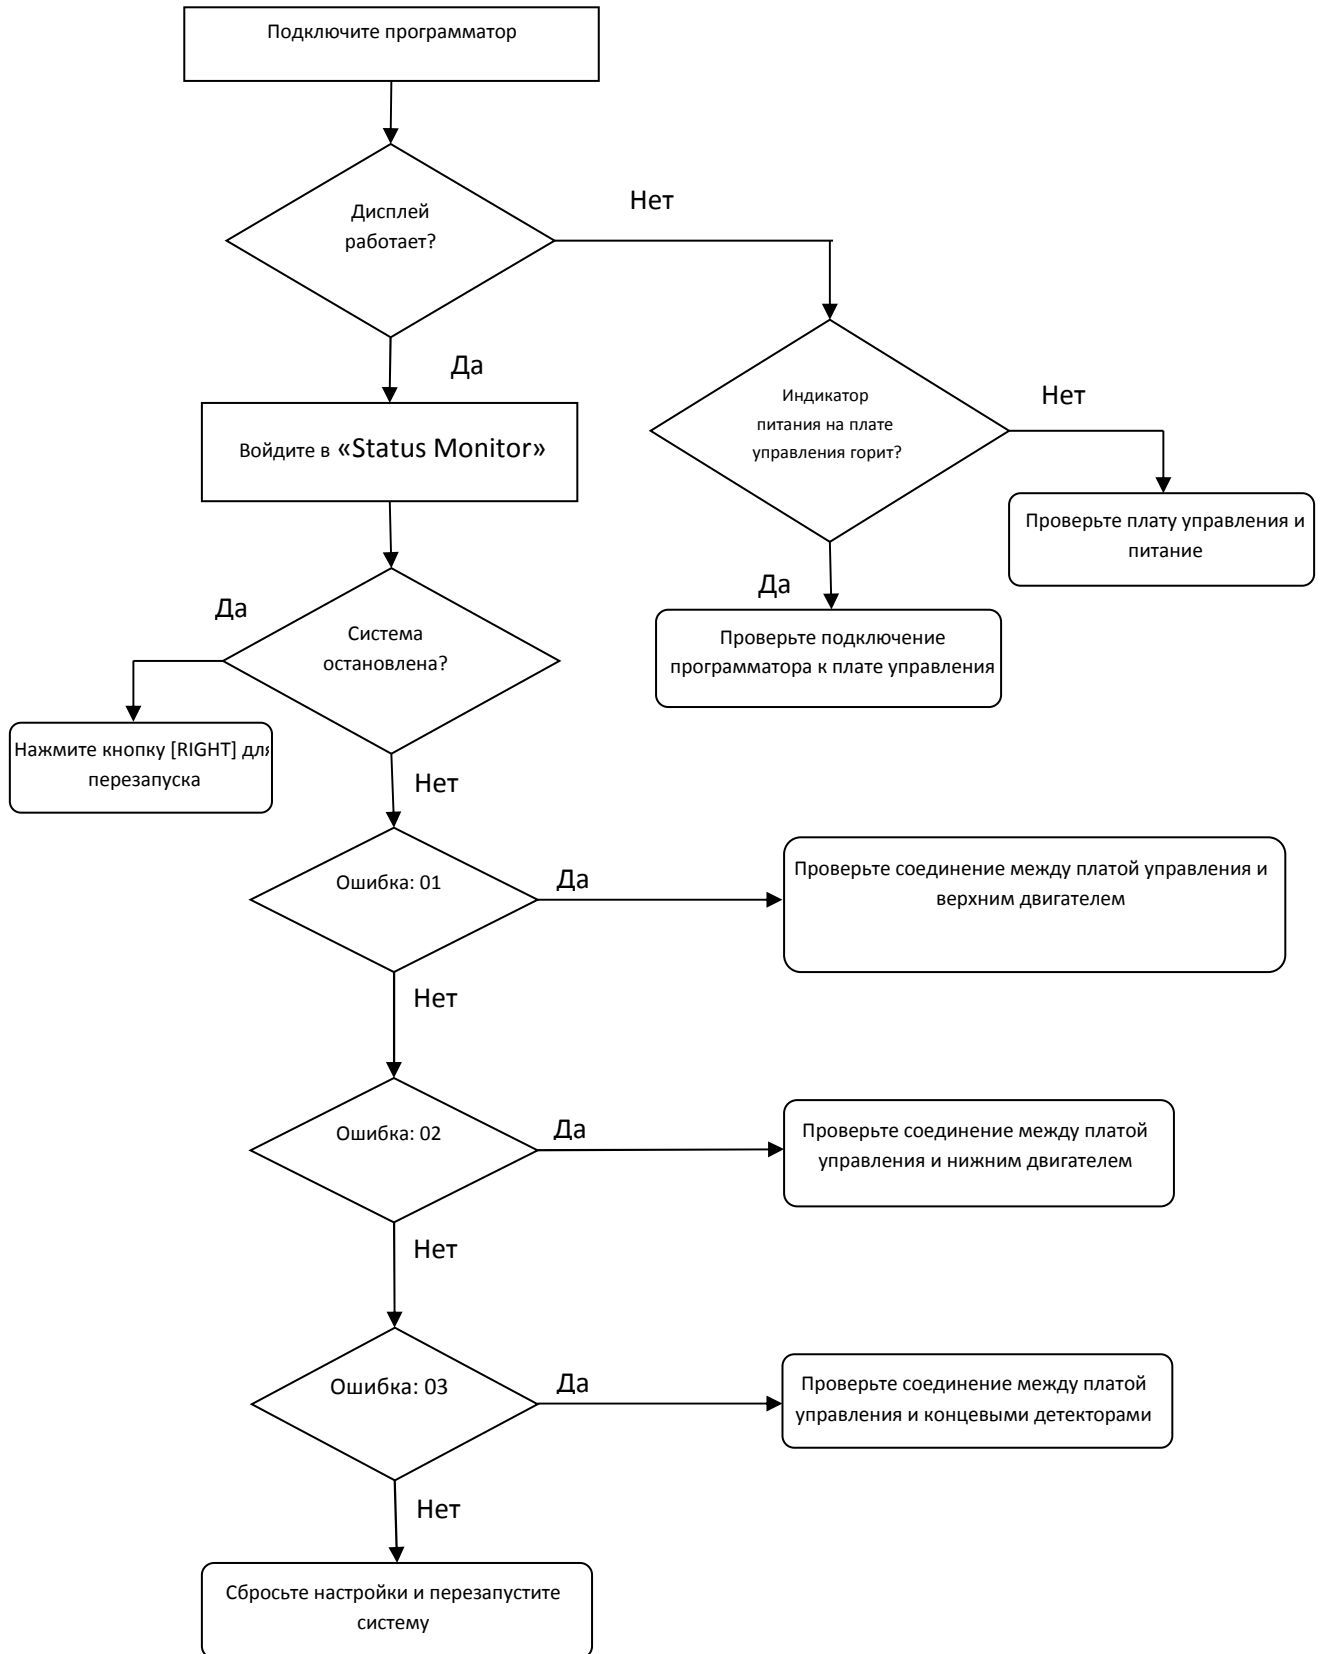 Подключите программатор
Дисплей
работает?
Нет
Да
Индикатор
питания на плате
управления горит?
Нет
Войдите в «Status Monitor»
Проверьте плату управления и
питание
Да
Проверьте подключение
программатора к плате управления
Да
Система
остановлена?
Нажмите кнопку [RIGHT] для
перезапуска
Нет
Ошибка: 01
Да
Проверьте соединение между платой управления и
верхним двигателем
Нет
Ошибка: 02
Да
Проверьте соединение между платой
управления и нижним двигателем
Нет
Ошибка: 03
Да
Проверьте соединение между платой
управления и концевыми детекторами
Нет
Сбросьте настройки и перезапустите
систему